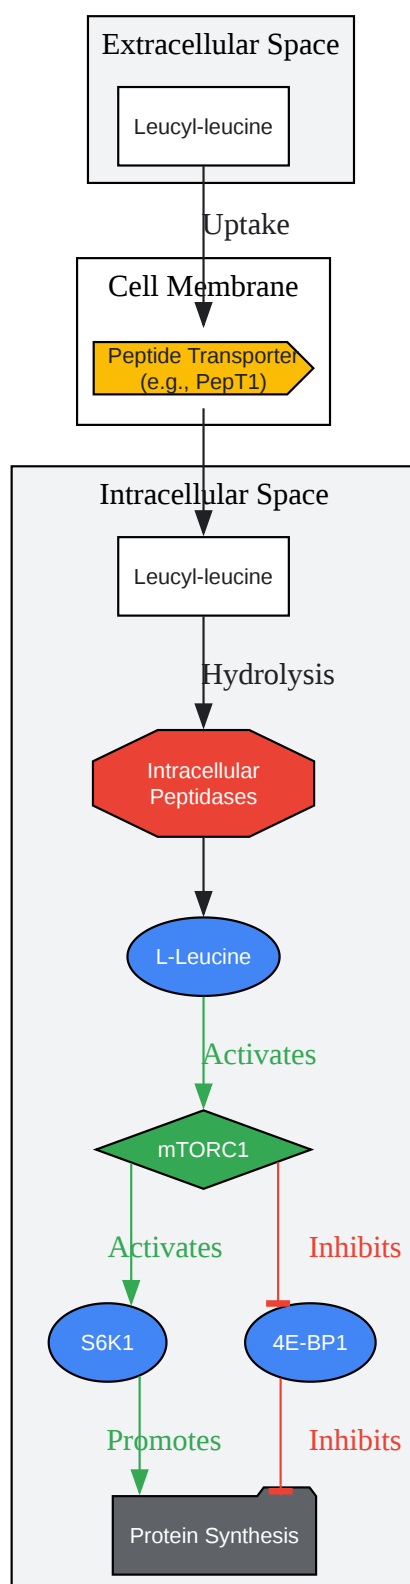 Extracellular Space
Leucyl-leucine
Uptake
Cell Membrane
Peptide Transporter
(e.g., PepT1)
Intracellular Space
Leucyl-leucine
Hydrolysis
Intracellular
Peptidases
L-Leucine
Activates
mTORC1
Activates
Inhibits
S6K1
4E-BP1
Promotes
Inhibits
Protein Synthesis